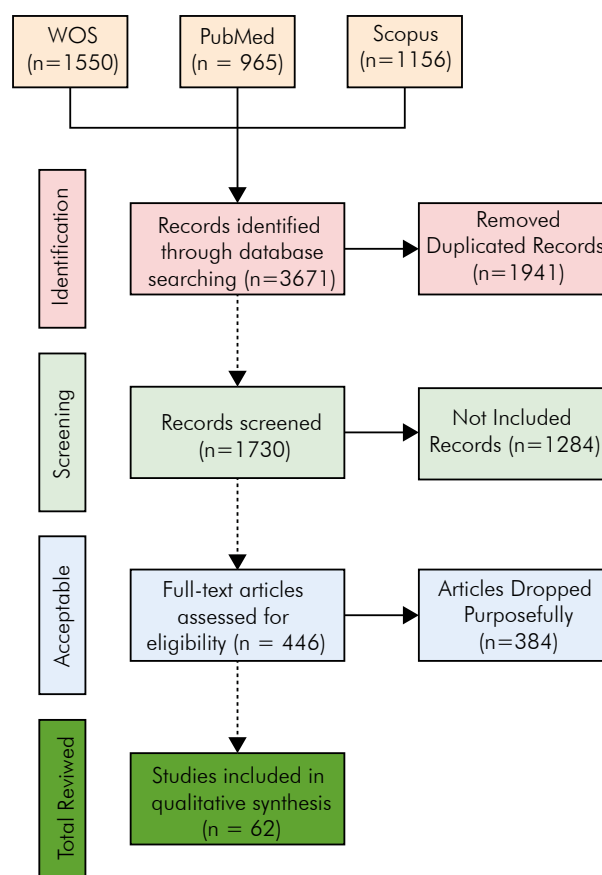 WOS
(n=1550)
PubMed
(n = 965)
Scopus
(n=1156)
Identification
Records identified
through database
searching (n=3671)
Removed
Duplicated Records
(n=1941)
Screening
Records screened
(n=1730)
Not Included
Records (n=1284)
Acceptable
Full-text articles
assessed for
eligibility (n = 446)
Articles Dropped
Purposefully
(n=384)
Total Reviwed
Studies included in
qualitative synthesis
(n = 62)